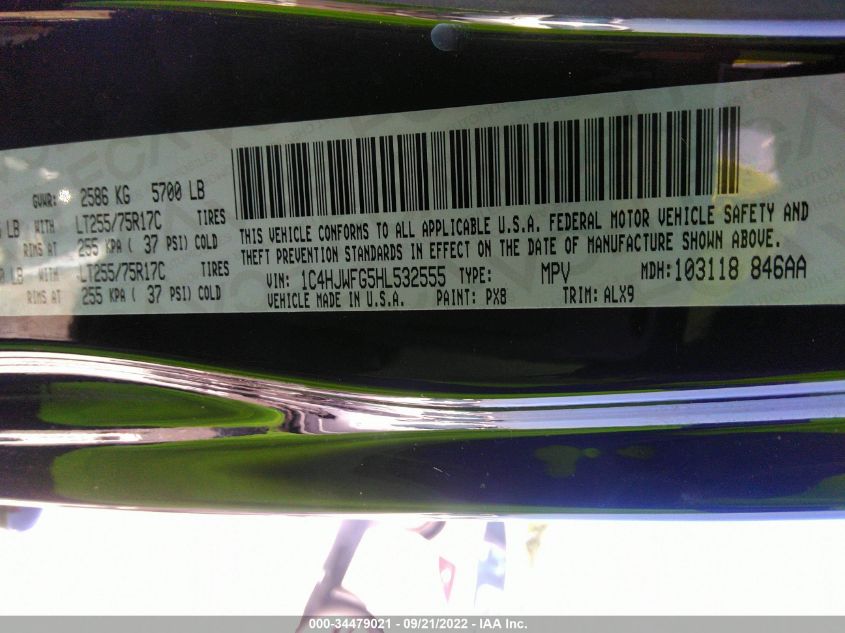 GVWR: 2586 KG 5700 LB
LB WITH LT255/75R17C TIRES
RIMS AT 255 KPA ( 37 PSI) COLD
LB WITH LT255/75R17C TIRES
RIMS AT 255 KPA ( 37 PSI) COLD
THIS VEHICLE CONFORMS TO ALL APPLICABLE U.S.A. FEDERAL MOTOR VEHICLE SAFETY AND
THEFT PREVENTION STANDARDS IN EFFECT ON THE DATE OF MANUFACTURE SHOWN ABOVE.
VIN: 1C4HJWFG5HL532555 TYPE: MPV MDH: 103118 846AA
VEHICLE MADE IN U.S.A. PAINT: PX8 TRIM: ALX9
000-34479021 - 09/21/2022 - IAA Inc.